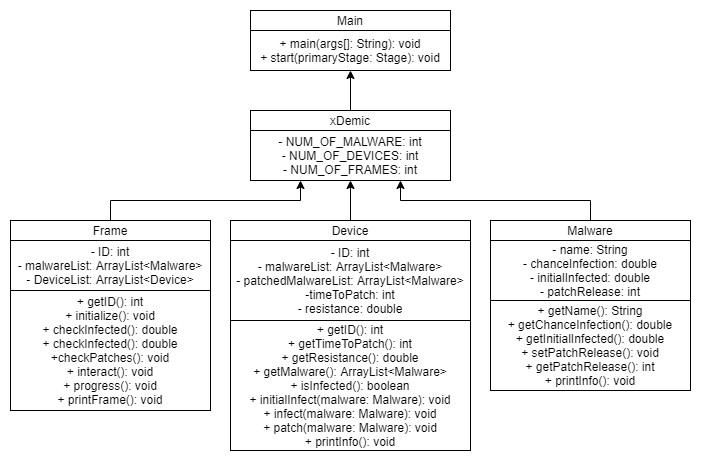 Main
+ main(args[]: String): void
+ start(primaryStage: Stage): void
xDemic
- NUM_OF_MALWARE: int
- NUM_OF_DEVICES: int
- NUM_OF_FRAMES: int
Frame
- ID: int
- malwareList: ArrayList<Malware>
- DeviceList: ArrayList<Device>
+ getID(): int
+ initialize(): void
+ checkInfected(): double
+ checkInfected(): double
+checkPatches(): void
+ interact(): void
+ progress(): void
+ printFrame(): void
Device
- ID: int
- malwareList: ArrayList<Malware>
- patchedMalwareList: ArrayList<Malware>
-timeToPatch: int
- resistance: double
+ getID(): int
+ getTimeToPatch(): int
+ getResistance(): double
+ getMalware(): ArrayList<Malware>
+ isInfected(): boolean
+ initialInfect(malware: Malware): void
+ infect(malware: Malware): void
+ patch(malware: Malware): void
+ printInfo(): void
Malware
- name: String
- chanceInfection: double
- initialInfected: double
- patchRelease: int
+ getName(): String
+ getChanceInfection(): double
+ getInitialInfected(): double
+ setPatchRelease(): void
+ getPatchRelease(): int
+ printInfo(): void